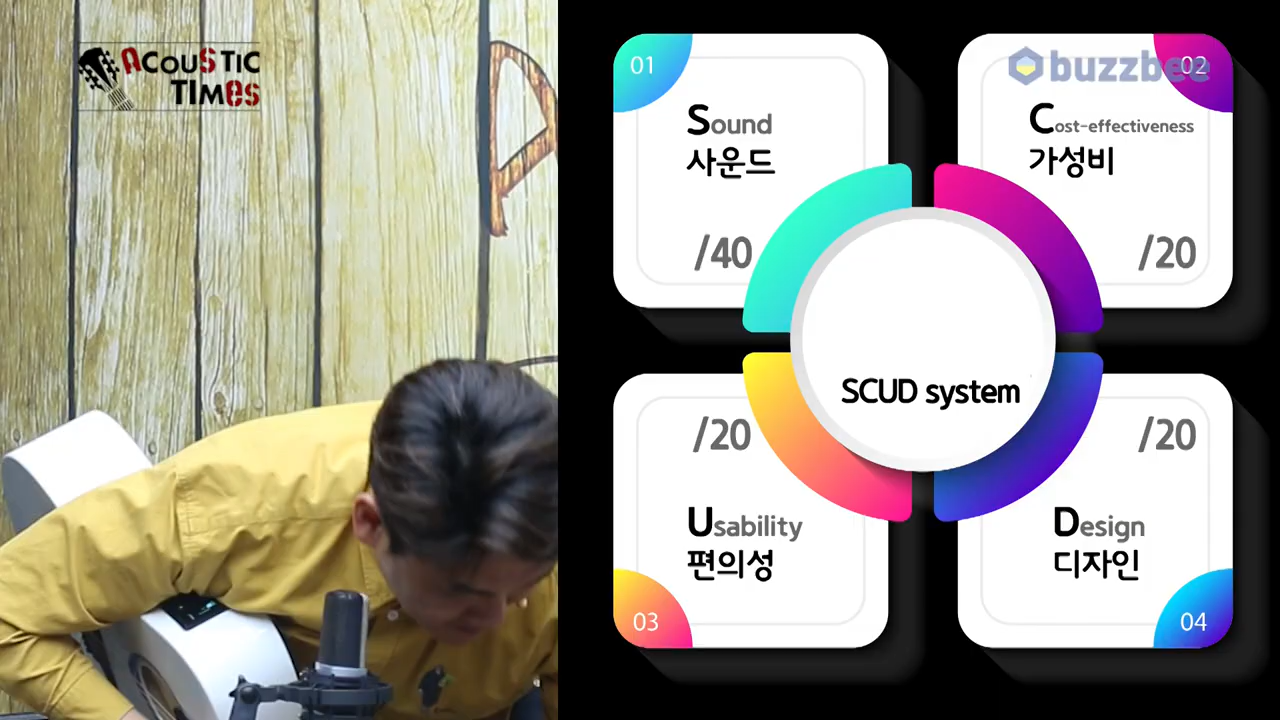 ACOUSTIC
TIMES
buzzbee
01
Sound
사운드
/40
02
Cost-effectiveness
가성비
/20
SCUD system
/20
Usability
편의성
03
/20
Design
디자인
04